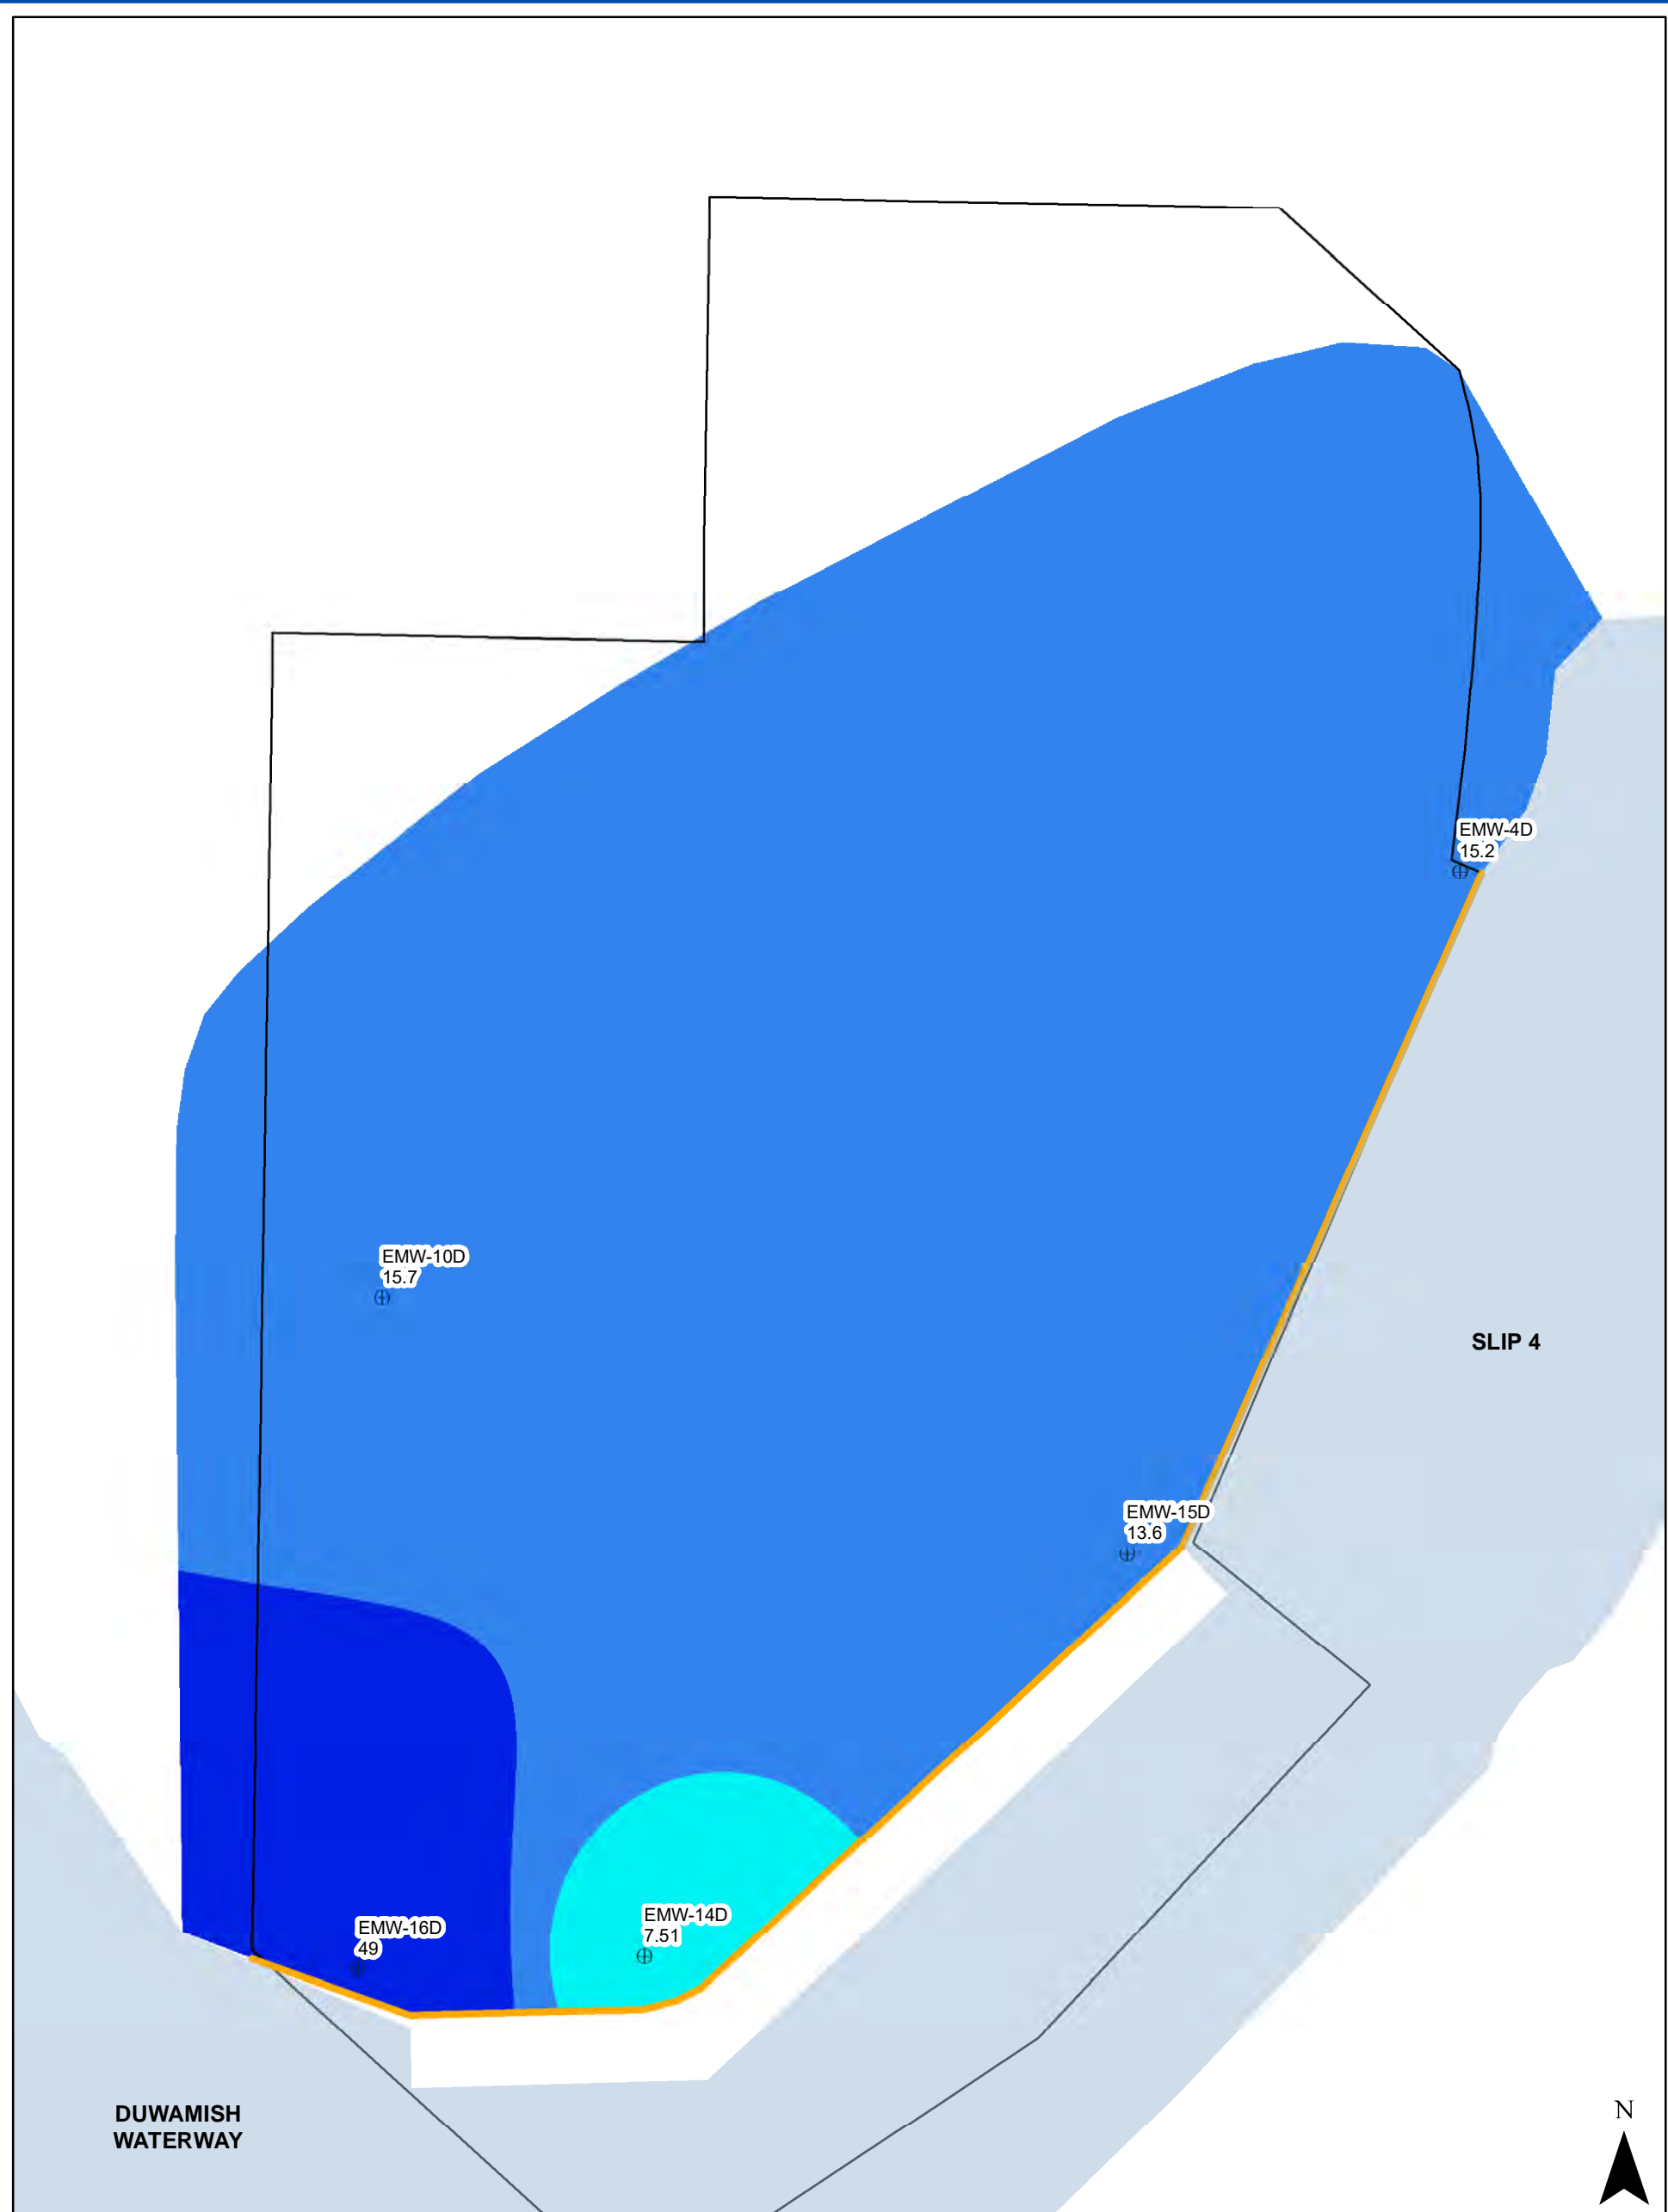 EMW-4D
15.2
EMW-10D
15.7
SLIP 4
EMW-15D
13.6
EMW-14D
7.51
EMW-16D
49
DUWAMISH
WATERWAY
N